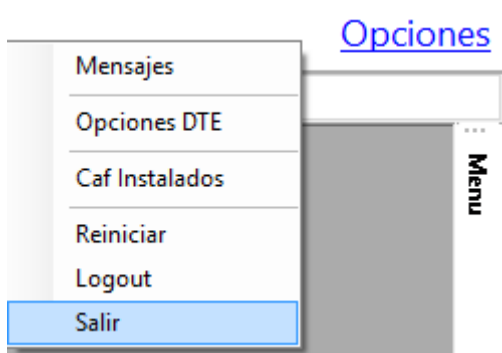 Opciones
Mensajes
Opciones DTE
Caf Instalados
Reiniciar
Logout
Salir
Menu